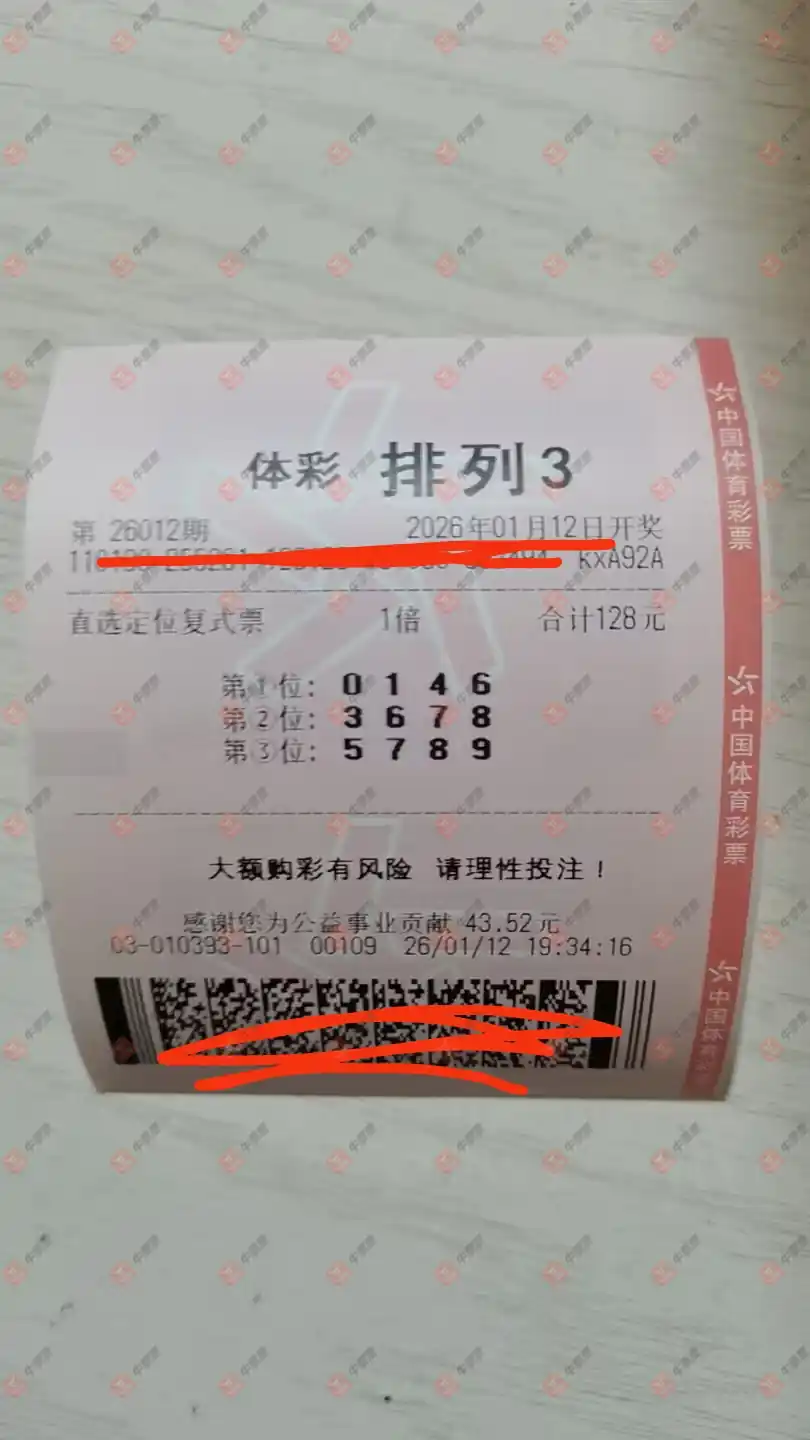 体彩 排列3
第 26012期 2026年01月12日开奖
kxA92A
直选定位复式票 1倍 合计128元
第①位: 0 1 4 6
第②位: 3 6 7 8
第③位: 5 7 8 9
大额购彩有风险 请理性投注!
感谢您为公益事业贡献 43.52元
03-010393-101 00109 26/01/12 19:34:16
中国体育彩票
中国体育彩票
中国体育